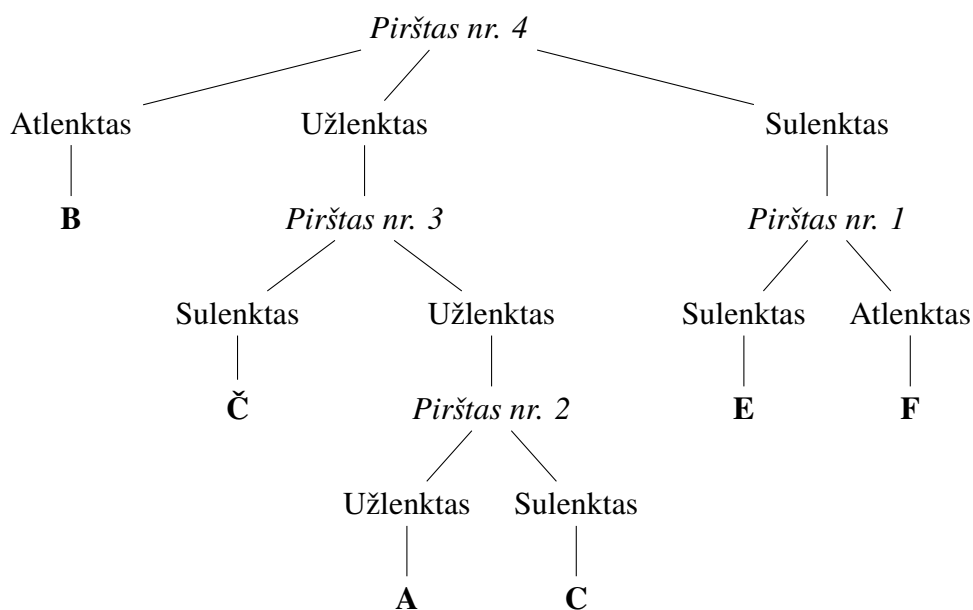 Pirštas nr. 4
Atlenktas Užlenktas Sulenktas
B Pirštas nr. 3 Pirštas nr. 1
Sulenktas Užlenktas Sulenktas Atlenktas
Č Pirštas nr. 2 E F
Užlenktas Sulenktas
A C